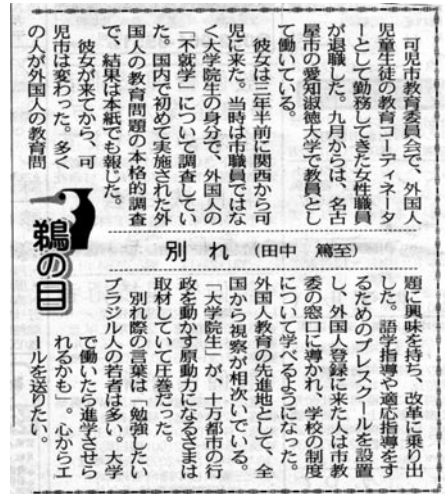 鵜の目
別れ (田中 篤至)
可児市教育委員会で、外国人
児童生徒の教育コーディネータ
ーとして勤務してきた女性職員
が退職した。九月からは、名古
屋市の愛知淑徳大学で教員とし
て働いている。
彼女は三年半前に関西から可
児に来た。当時は市職員ではな
く大学院生の身分で、外国人の
「不就学」について調査してい
た。国内で初めて実施された外
国人の教育問題の本格的調査
で、結果は本紙でも報じた。
彼女が来てから、可
児市は変わった。多く
の人が外国人の教育問
題に興味を持ち、改革に乗り出
した。語学指導や適応指導をす
るためのプレスクールを設置
し、外国人登録に来た人は市教
委の窓口に導かれ、学校の制度
について学べるようになった。
外国人教育の先進地として、全
国から視察が相次いでいる。
「大学院生」が、十万都市の行
政を動かす原動力になるさまは
取材していて圧巻だった。
別れ際の言葉は「勉強したい
ブラジル人の若者は多い。大学
で働いたら進学させら
れるかも」。心からエ
ールを送りたい。